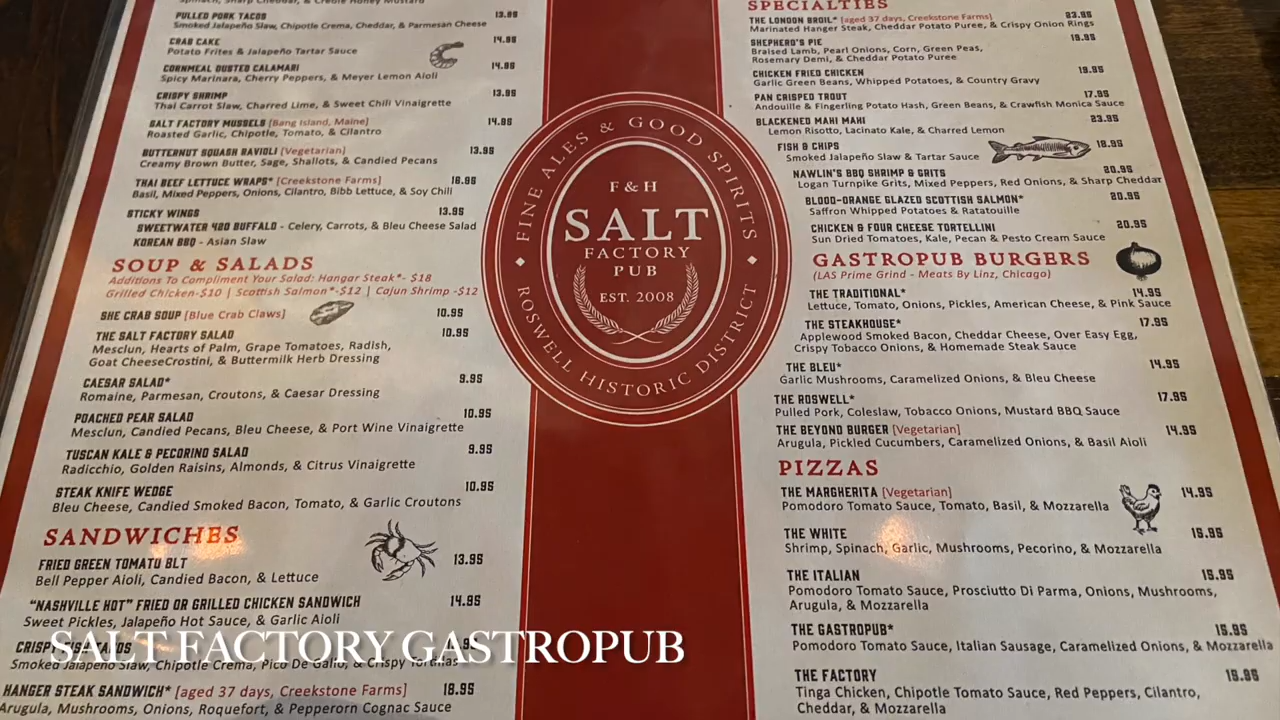 Spinach, Sharp Cheddar, & Creole Honey Mustard
PULLED PORK TACOS 13.95
Smoked Jalapeño Slaw, Chipotle Crema, Cheddar, & Parmesan Cheese
CRAB CAKE 14.95
Potato Frites & Jalapeño Tartar Sauce
CORNMEAL DUSTED CALAMARI 14.95
Spicy Marinara, Cherry Peppers, & Meyer Lemon Aioli
CRISPY SHRIMP 13.95
Thai Carrot Slaw, Charred Lime, & Sweet Chili Vinaigrette
SALT FACTORY MUSSELS [Bang Island, Maine] 14.95
Roasted Garlic, Chipotle, Tomato, & Cilantro
BUTTERNUT SQUASH RAVIOLI [Vegetarian] 13.95
Creamy Brown Butter, Sage, Shallots, & Candied Pecans
THAI BEEF LETTUCE WRAPS* [Creekstone Farms] 16.95
Basil, Mixed Peppers, Onions, Cilantro, Bibb Lettuce, & Soy Chili
STICKY WINGS 13.95
SWEETWATER 420 BUFFALO - Celery, Carrots, & Bleu Cheese Salad
KOREAN BBQ - Asian Slaw
SOUP & SALADS
Additions To Compliment Your Salad: Hangar Steak*- $18
Grilled Chicken-$10 | Scottish Salmon*-$12 | Cajun Shrimp -$12
SHE CRAB SOUP [Blue Crab Claws] 10.95
THE SALT FACTORY SALAD 10.95
Mesclun, Hearts of Palm, Grape Tomatoes, Radish,
Goat CheeseCrostini, & Buttermilk Herb Dressing
CAESAR SALAD* 9.95
Romaine, Parmesan, Croutons, & Caesar Dressing
POACHED PEAR SALAD 10.95
Mesclun, Candied Pecans, Bleu Cheese, & Port Wine Vinaigrette
TUSCAN KALE & PECORINO SALAD 9.95
Radicchio, Golden Raisins, Almonds, & Citrus Vinaigrette
STEAK KNIFE WEDGE 10.95
Bleu Cheese, Candied Smoked Bacon, Tomato, & Garlic Croutons
SANDWICHES
FRIED GREEN TOMATO BLT 13.95
Bell Pepper Aioli, Candied Bacon, & Lettuce
"NASHVILLE HOT" FRIED OR GRILLED CHICKEN SANDWICH 14.95
Sweet Pickles, Jalapeño Hot Sauce, & Garlic Aioli
CRISPY FISH TACOS
Smoked Jalapeño Slaw, Chipotle Crema, Pico De Gallo, & Crispy Tortillas
HANGER STEAK SANDWICH* [aged 37 days, Creekstone Farms] 18.95
Arugula, Mushrooms, Onions, Roquefort, & Pepperorn Cognac Sauce
FINE ALES & GOOD SPIRITS
F & H
SALT
FACTORY
PUB
EST. 2008
ROSWELL HISTORIC DISTRICT
SPECIALTIES
THE LONDON BROIL* [aged 37 days, Creekstone Farms] 23.95
Marinated Hanger Steak, Cheddar Potato Puree, & Crispy Onion Rings
SHEPHERD'S PIE 19.95
Braised Lamb, Pearl Onions, Corn, Green Peas,
Rosemary Demi, & Cheddar Potato Puree
CHICKEN FRIED CHICKEN 19.95
Garlic Green Beans, Whipped Potatoes, & Country Gravy
PAN CRISPED TROUT 17.95
Andouille & Fingerling Potato Hash, Green Beans, & Crawfish Monica Sauce
BLACKENED MAHI MAHI 23.95
Lemon Risotto, Lacinato Kale, & Charred Lemon
FISH & CHIPS 18.95
Smoked Jalapeño Slaw & Tartar Sauce
NAWLIN'S BBQ SHRIMP & GRITS 20.95
Logan Turnpike Grits, Mixed Peppers, Red Onions, & Sharp Cheddar
BLOOD-ORANGE GLAZED SCOTTISH SALMON* 20.95
Saffron Whipped Potatoes & Ratatouille
CHICKEN & FOUR CHEESE TORTELLINI 20.95
Sun Dried Tomatoes, Kale, Pecan & Pesto Cream Sauce
GASTROPUB BURGERS
(LAS Prime Grind - Meats By Linz, Chicago)
THE TRADITIONAL* 14.95
Lettuce, Tomato, Onions, Pickles, American Cheese, & Pink Sauce
THE STEAKHOUSE* 17.95
Applewood Smoked Bacon, Cheddar Cheese, Over Easy Egg,
Crispy Tobacco Onions, & Homemade Steak Sauce
THE BLEU* 14.95
Garlic Mushrooms, Caramelized Onions, & Bleu Cheese
THE ROSWELL* 17.95
Pulled Pork, Coleslaw, Tobacco Onions, Mustard BBQ Sauce
THE BEYOND BURGER [Vegetarian] 14.95
Arugula, Pickled Cucumbers, Caramelized Onions, & Basil Aioli
PIZZAS
THE MARGHERITA [Vegetarian] 14.95
Pomodoro Tomato Sauce, Tomato, Basil, & Mozzarella
THE WHITE 15.95
Shrimp, Spinach, Garlic, Mushrooms, Pecorino, & Mozzarella
THE ITALIAN 15.95
Pomodoro Tomato Sauce, Prosciutto Di Parma, Onions, Mushrooms,
Arugula, & Mozzarella
THE GASTROPUB* 15.95
Pomodoro Tomato Sauce, Italian Sausage, Caramelized Onions, & Mozzarella
THE FACTORY 15.95
Tinga Chicken, Chipotle Tomato Sauce, Red Peppers, Cilantro,
Cheddar, & Mozzarella
SALT FACTORY GASTROPUB